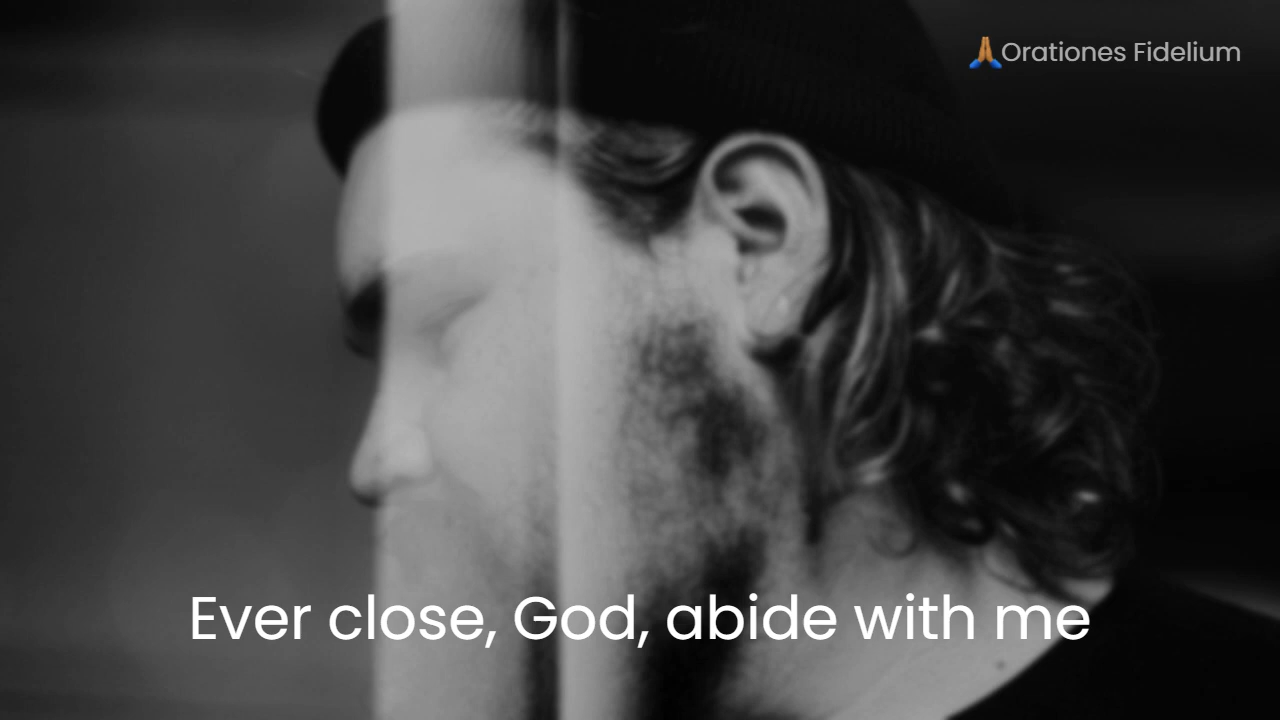 🙏🏽Orationes Fidelium
Ever close, God, abide with me